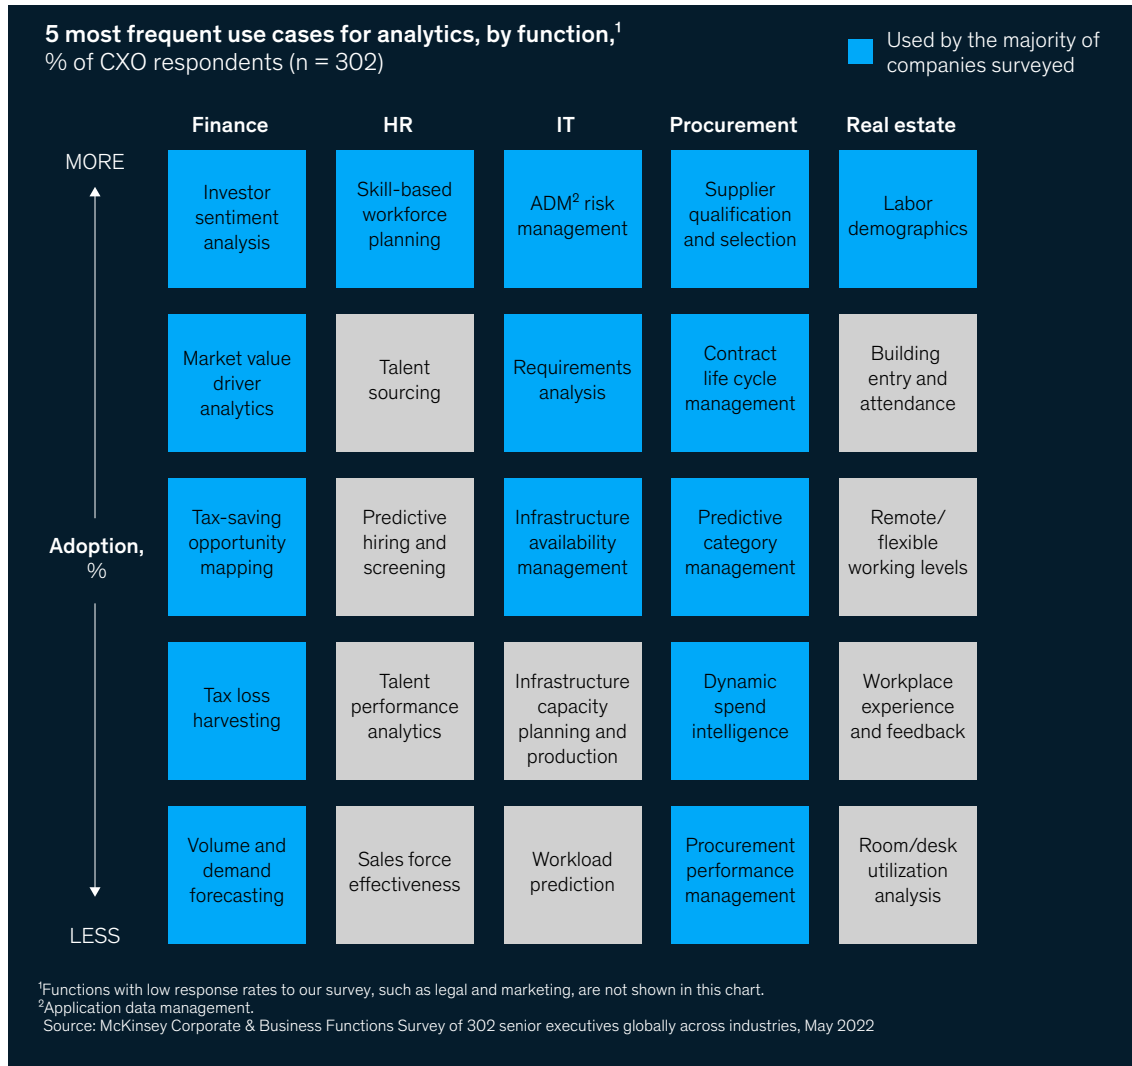 5 most frequent use cases for analytics, by function,¹
% of CXO respondents (n = 302)
Used by the majority of
companies surveyed
Finance
HR
IT
Procurement
Real estate
MORE
Investor
sentiment
analysis
Skill-based
workforce
planning
ADM² risk
management
Supplier
qualification
and selection
Labor
demographics
Market value
driver
analytics
Talent
sourcing
Requirements
analysis
Contract
life cycle
management
Building
entry and
attendance
Adoption,
%
Tax-saving
opportunity
mapping
Predictive
hiring and
screening
Infrastructure
availability
management
Predictive
category
management
Remote/
flexible
working levels
Tax loss
harvesting
Talent
performance
analytics
Infrastructure
capacity
planning and
production
Dynamic
spend
intelligence
Workplace
experience
and feedback
Volume and
demand
forecasting
Sales force
effectiveness
Workload
prediction
Procurement
performance
management
Room/desk
utilization
analysis
LESS
¹Functions with low response rates to our survey, such as legal and marketing, are not shown in this chart.
²Application data management.
Source: McKinsey Corporate & Business Functions Survey of 302 senior executives globally across industries, May 2022